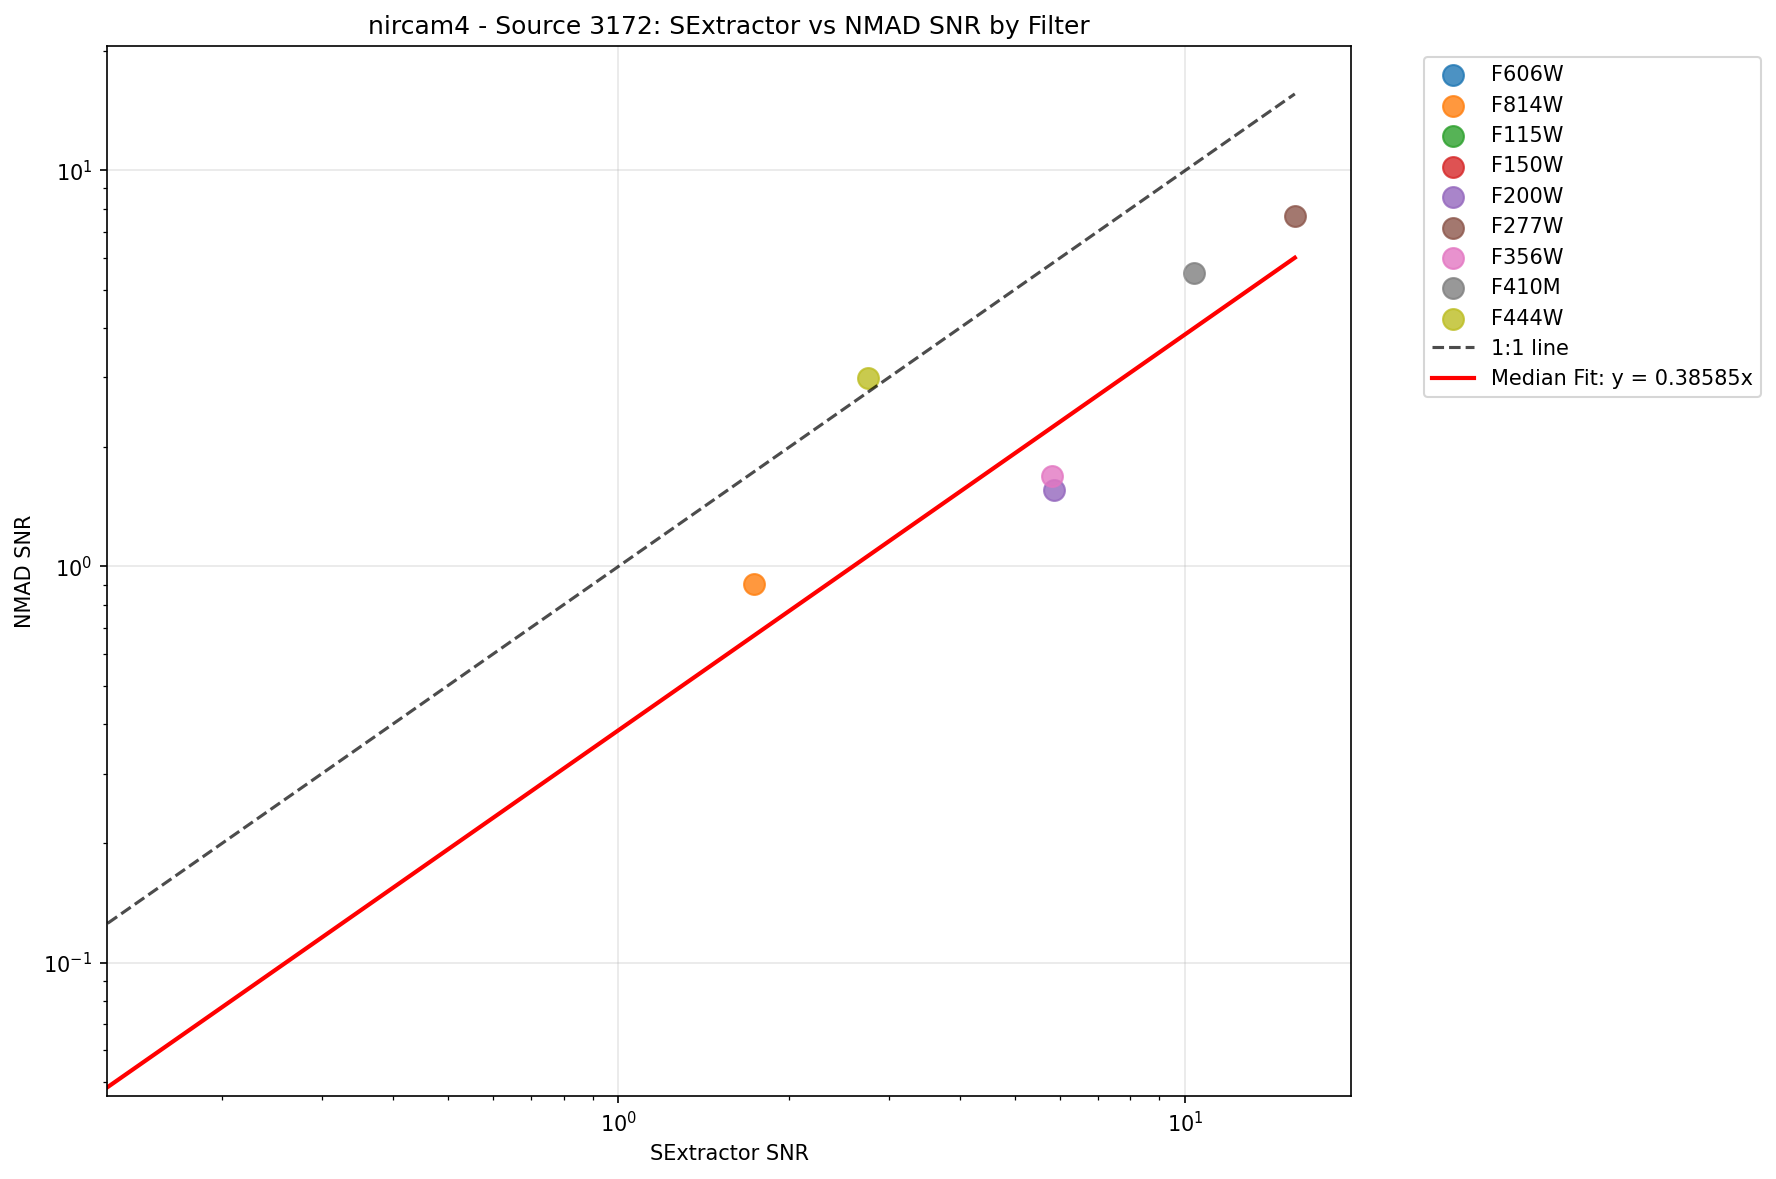 nircam4 - Source 3172: SExtractor vs NMAD SNR by Filter
F606W
F814W
F115W
F150W
F200W
F277W
F356W
F410M
F444W
1:1 line
Median Fit: y = 0.38585x
NMAD SNR
10¹
10⁰
10⁻¹
10⁰
10¹
SExtractor SNR